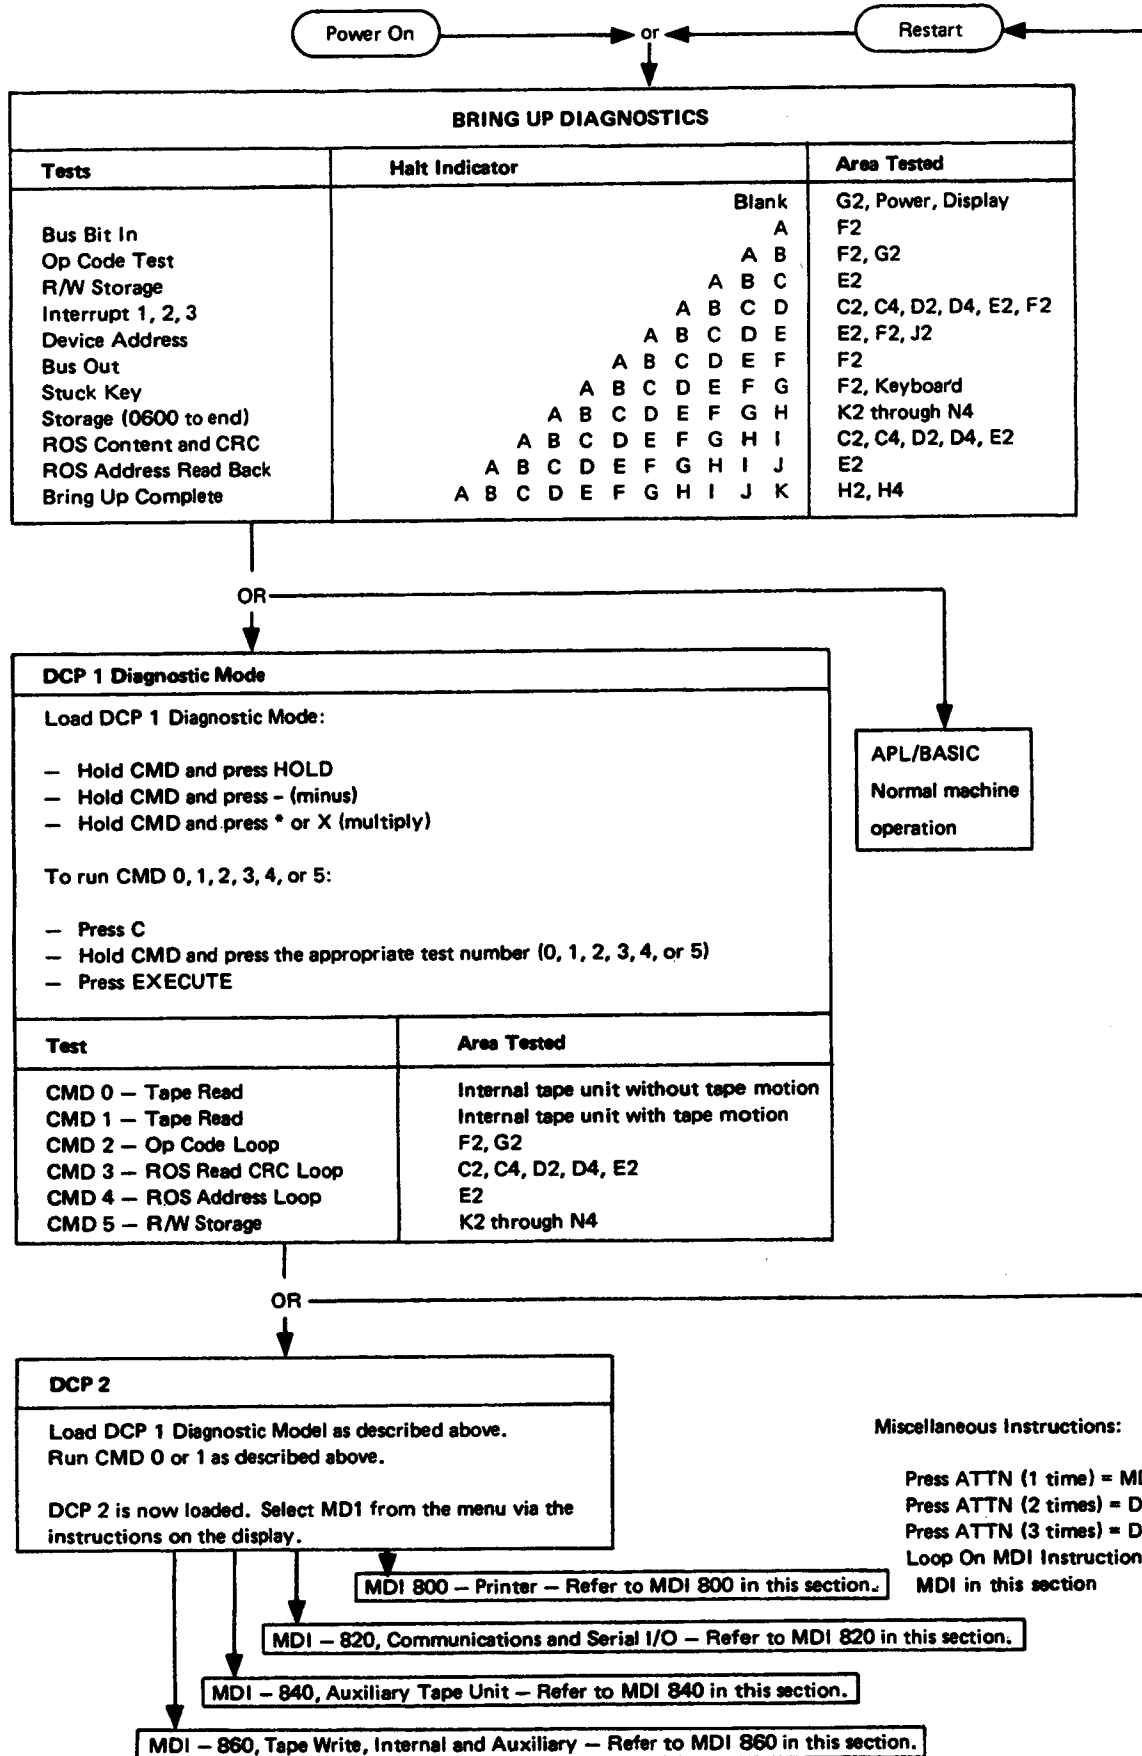 Power On
or
Restart
BRING UP DIAGNOSTICS
Tests Halt Indicator Area Tested
Blank G2, Power, Display
Bus Bit In A F2
Op Code Test A B F2, G2
R/W Storage A B C E2
Interrupt 1, 2, 3 A B C D C2, C4, D2, D4, E2, F2
Device Address A B C D E E2, F2, J2
Bus Out A B C D E F F2
Stuck Key A B C D E F G F2, Keyboard
Storage (0600 to end) A B C D E F G H K2 through N4
ROS Content and CRC A B C D E F G H I C2, C4, D2, D4, E2
ROS Address Read Back A B C D E F G H I J E2
Bring Up Complete A B C D E F G H I J K H2, H4
OR
DCP 1 Diagnostic Mode
Load DCP 1 Diagnostic Mode:
— Hold CMD and press HOLD
— Hold CMD and press - (minus)
— Hold CMD and press * or X (multiply)
To run CMD 0, 1, 2, 3, 4, or 5:
— Press C
— Hold CMD and press the appropriate test number (0, 1, 2, 3, 4, or 5)
— Press EXECUTE
Test Area Tested
CMD 0 — Tape Read Internal tape unit without tape motion
CMD 1 — Tape Read Internal tape unit with tape motion
CMD 2 — Op Code Loop F2, G2
CMD 3 — ROS Read CRC Loop C2, C4, D2, D4, E2
CMD 4 — ROS Address Loop E2
CMD 5 — R/W Storage K2 through N4
APL/BASIC
Normal machine
operation
OR
DCP 2
Load DCP 1 Diagnostic Model as described above.
Run CMD 0 or 1 as described above.
DCP 2 is now loaded. Select MD1 from the menu via the
instructions on the display.
Miscellaneous Instructions:
Press ATTN (1 time) = MD
Press ATTN (2 times) = D
Press ATTN (3 times) = D
Loop On MDI Instruction
MDI in this section
MDI 800 — Printer — Refer to MDI 800 in this section.
MDI — 820, Communications and Serial I/O — Refer to MDI 820 in this section.
MDI — 840, Auxiliary Tape Unit — Refer to MDI 840 in this section.
MDI — 860, Tape Write, Internal and Auxiliary — Refer to MDI 860 in this section.